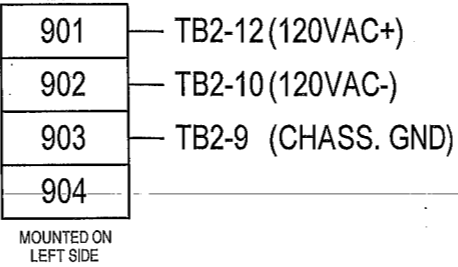 901 TB2-12 (120VAC+)
902 TB2-10 (120VAC-)
903 TB2-9 (CHASS. GND)
904
MOUNTED ON
LEFT SIDE